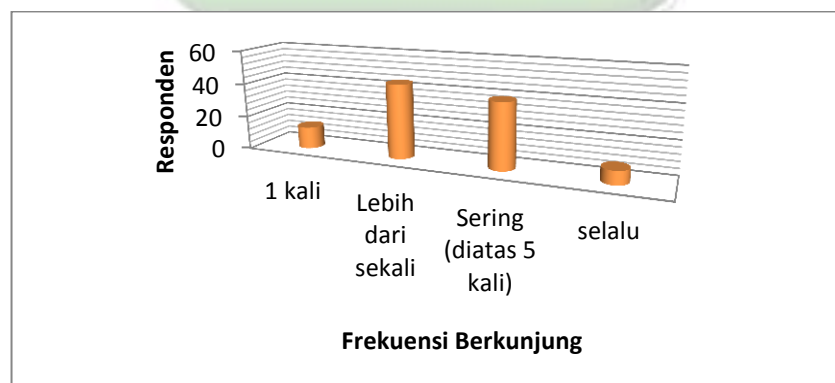 Responden
60
40
20
0
1 kali
Lebih
dari
sekali
Sering
(diatas 5
kali)
selalu
Frekuensi Berkunjung